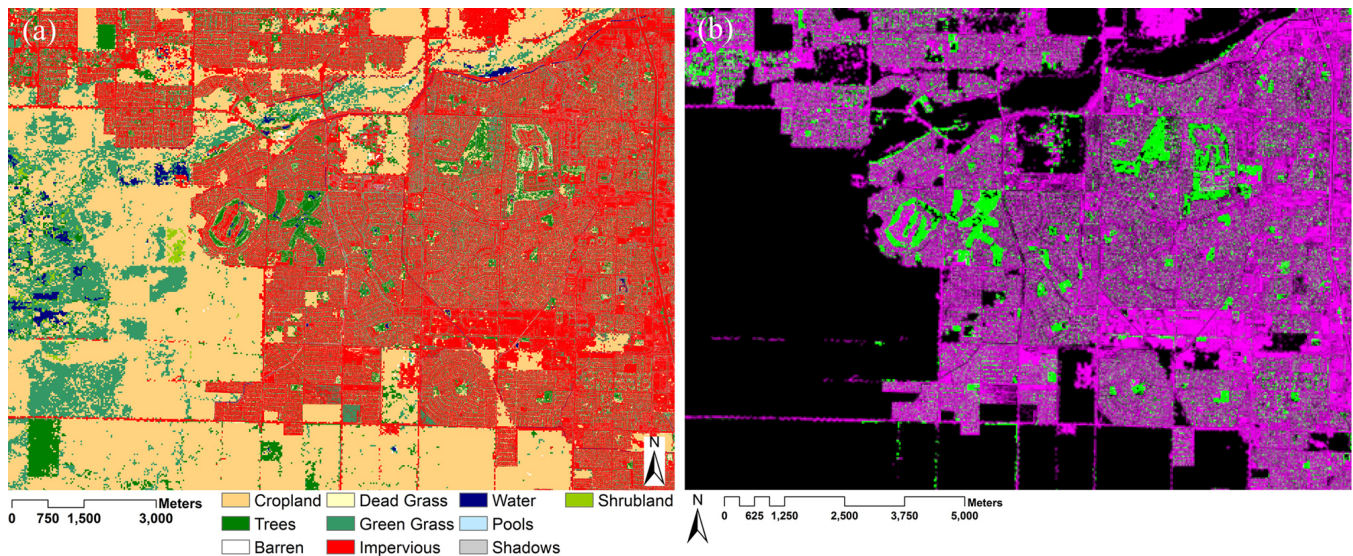 (a)
(b)
N
Meters
0 750 1,500 3,000
Cropland Dead Grass Water Shrubland
Trees Green Grass Pools
Barren Impervious Shadows
N
Meters
0 625 1,250 2,500 3,750 5,000